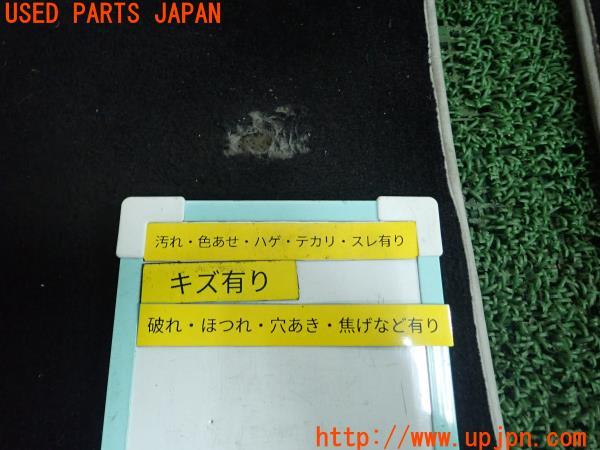 USED PARTS JAPAN
汚れ・色あせ・ハゲ・テカリ・スレ有り
キズ有り
破れ・ほつれ・穴あき・焦げなど有り
http://www.upjpn.com/